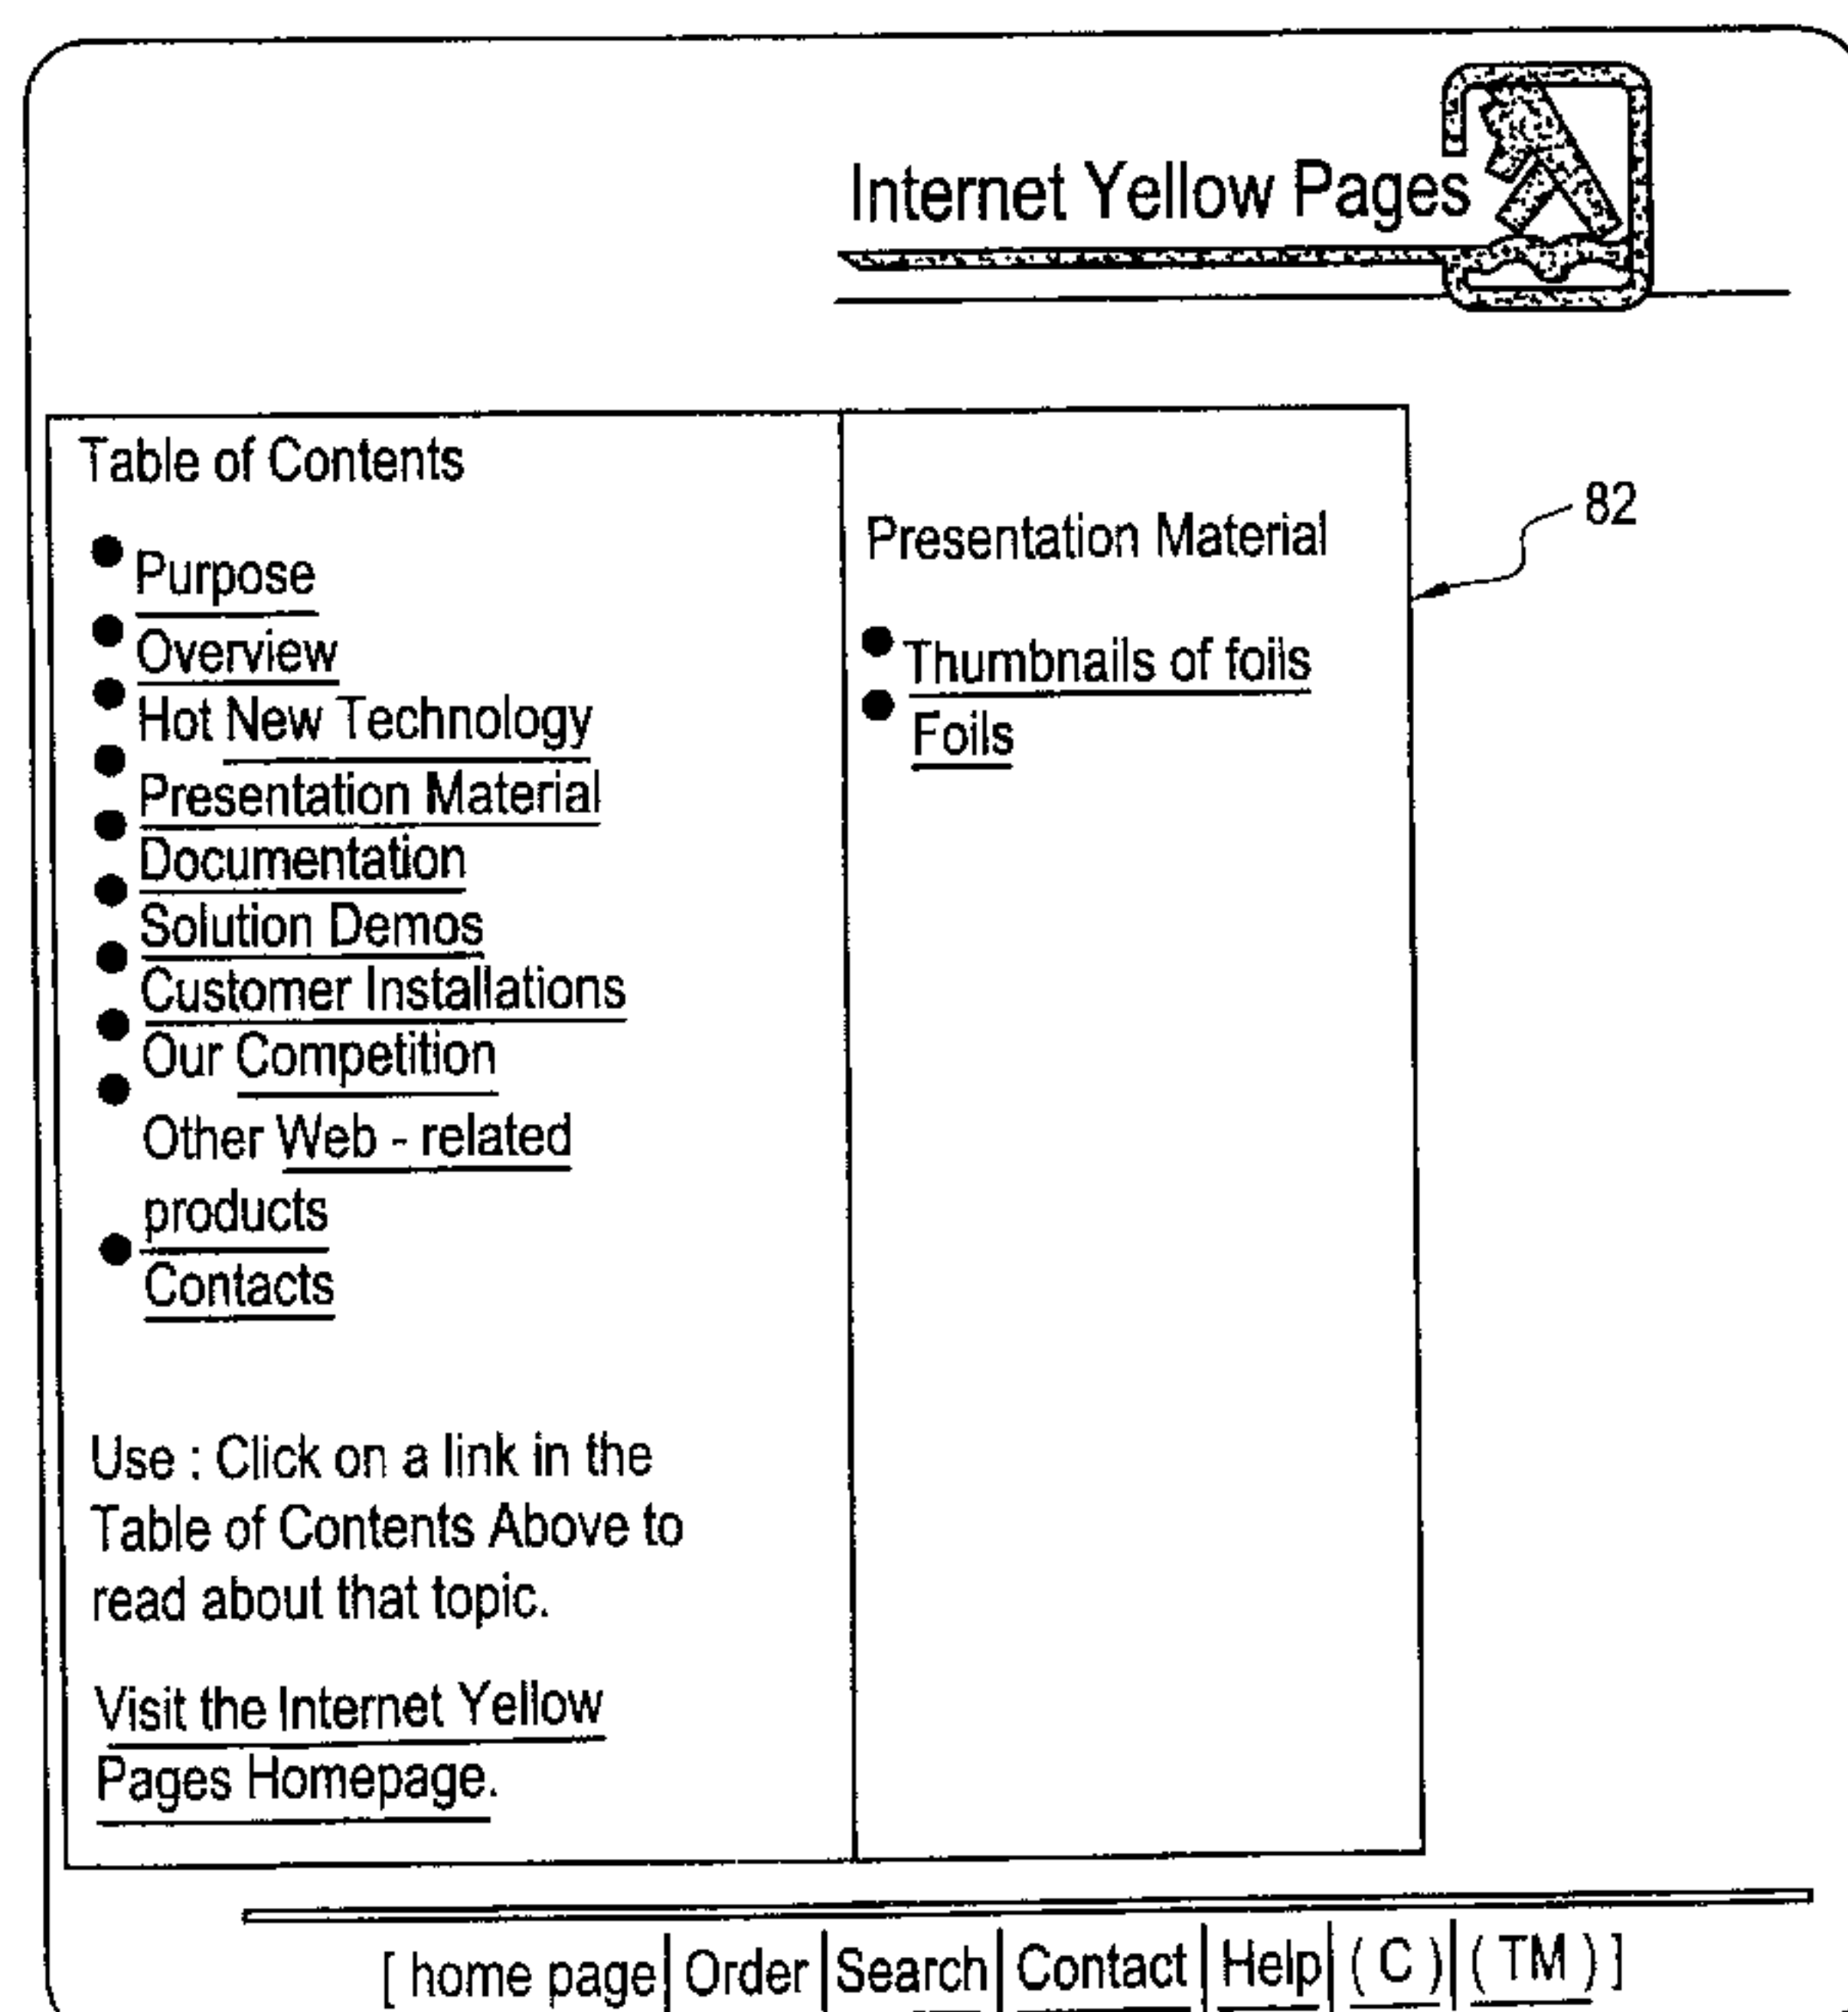 Internet Yellow Pages
Table of Contents
● Purpose
● Overview
● Hot New Technology
● Presentation Material
● Documentation
● Solution Demos
● Customer Installations
● Our Competition
● Other Web - related
products
● Contacts
Use : Click on a link in the
Table of Contents Above to
read about that topic.
Visit the Internet Yellow
Pages Homepage.
Presentation Material
● Thumbnails of foils
● Foils
82
[ home page| Order |Search| Contact |Help| ( C )| ( TM ) ]